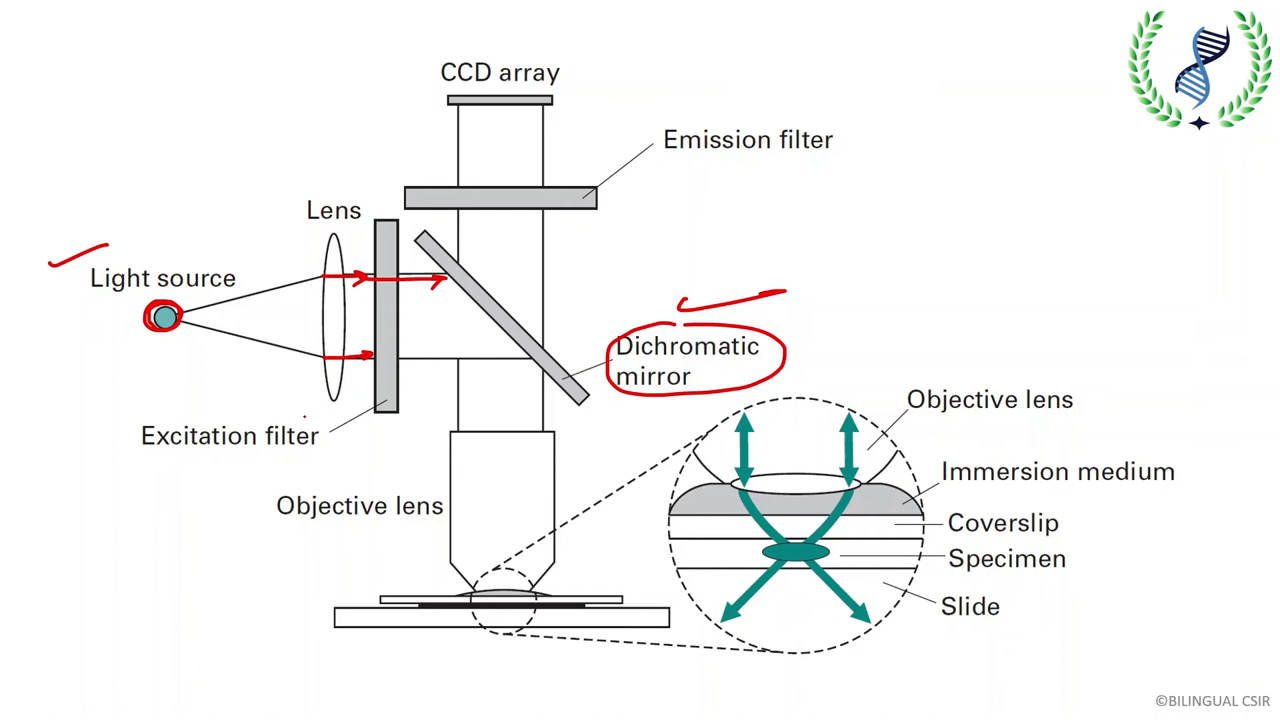 CCD array
Emission filter
Lens
Light source
Dichromatic
mirror
Excitation filter
Objective lens
Objective lens
Immersion medium
Coverslip
Specimen
Slide
©BILINGUAL CSIR